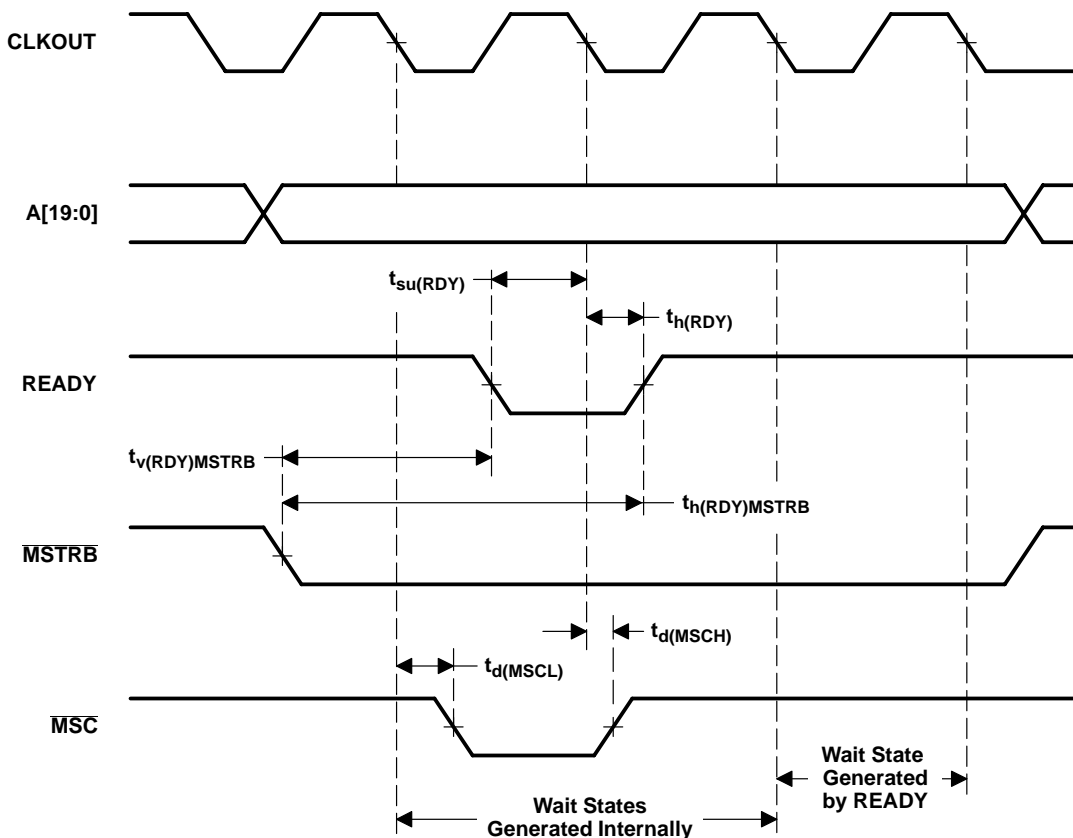 CLKOUT
A[19:0]
tsu(RDY)
th(RDY)
READY
tv(RDY)MSTRB
th(RDY)MSTRB
MSTRB
td(MSCH)
td(MSCL)
MSC
Wait State
Generated
by READY
Wait States
Generated Internally